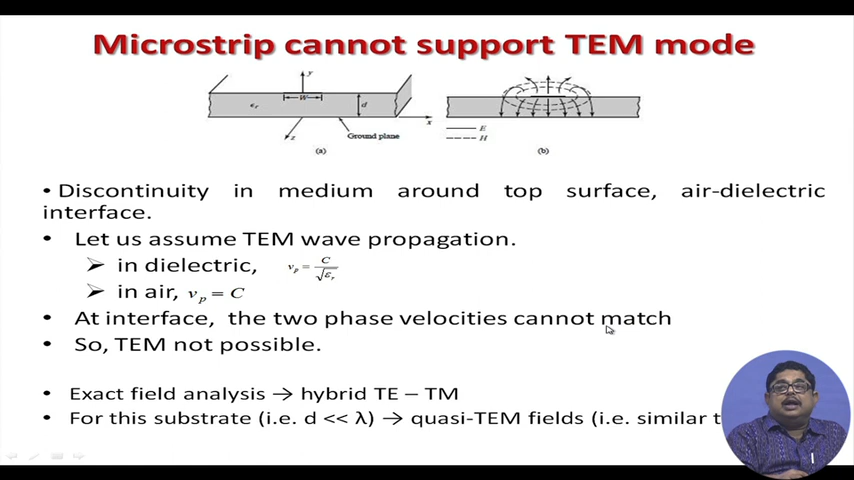 Microstrip cannot support TEM mode
y
W
εr
d
x
z
Ground plane
E
H
(a)
(b)
• Discontinuity in medium around top surface, air-dielectric
interface.
• Let us assume TEM wave propagation.
➢ in dielectric, v_p = C/√ε_r
➢ in air, v_p = C
• At interface, the two phase velocities cannot match
• So, TEM not possible.
• Exact field analysis → hybrid TE – TM
• For this substrate (i.e. d << λ) → quasi-TEM fields (i.e. similar t